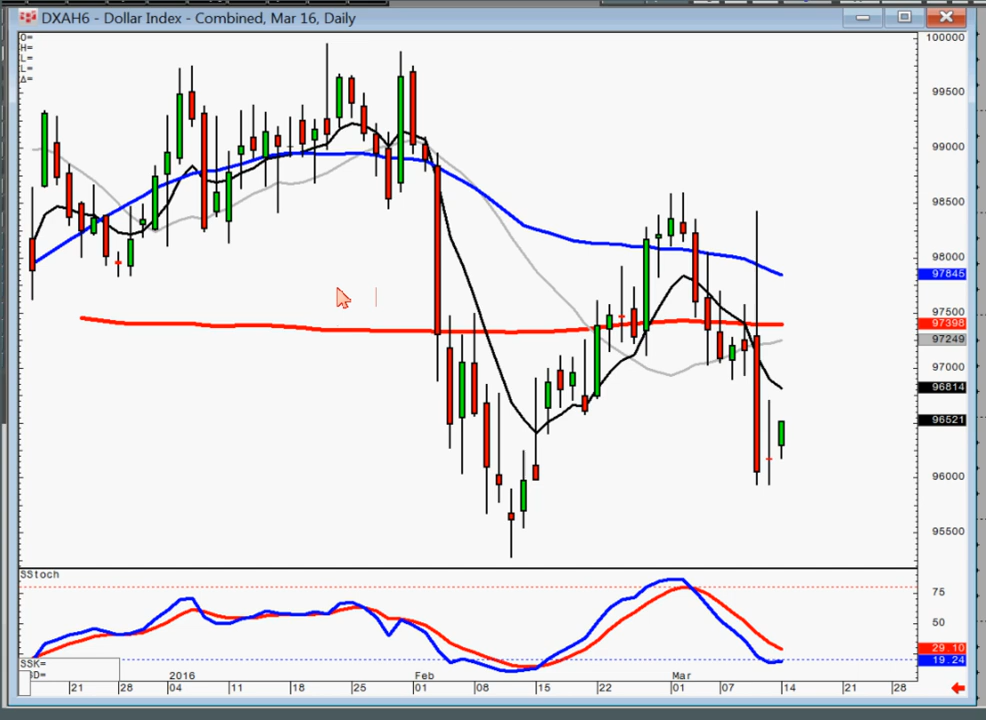 DXAH6 - Dollar Index - Combined, Mar 16, Daily
O=
H=
L=
L=
Δ=
100000
99500
99000
98500
98000
97845
97500
97398
97249
97000
96814
96521
96000
95500
SStoch
75
50
29.10
19.24
SSK=
SD=
2016 Feb Mar
21 28 04 11 18 25 01 08 15 22 01 07 14 21 28